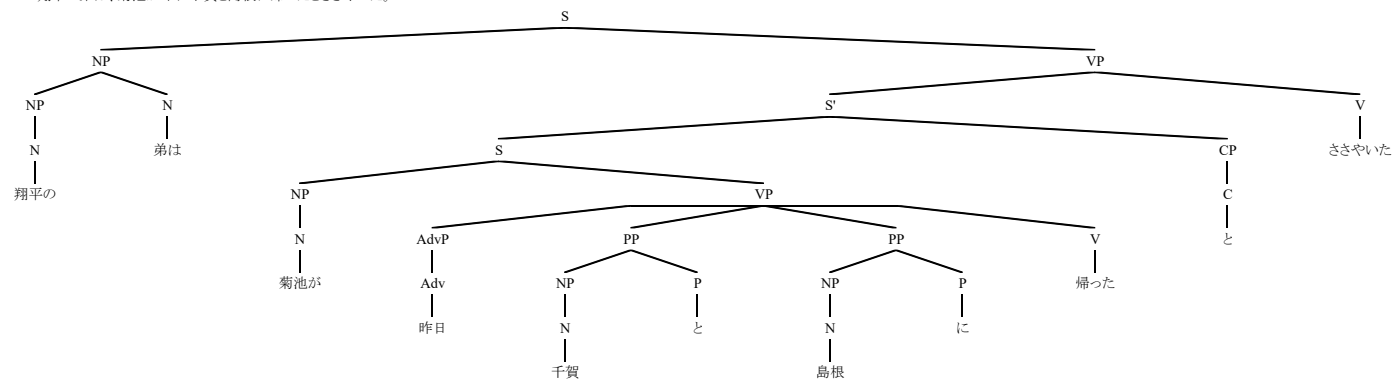 S
NP VP
NP N S' V
N 弟は S CP ささやいた
翔平の NP VP C
N AdvP PP PP V と
菊池が Adv NP P NP P 帰った
昨日 N と N に
千賀 島根